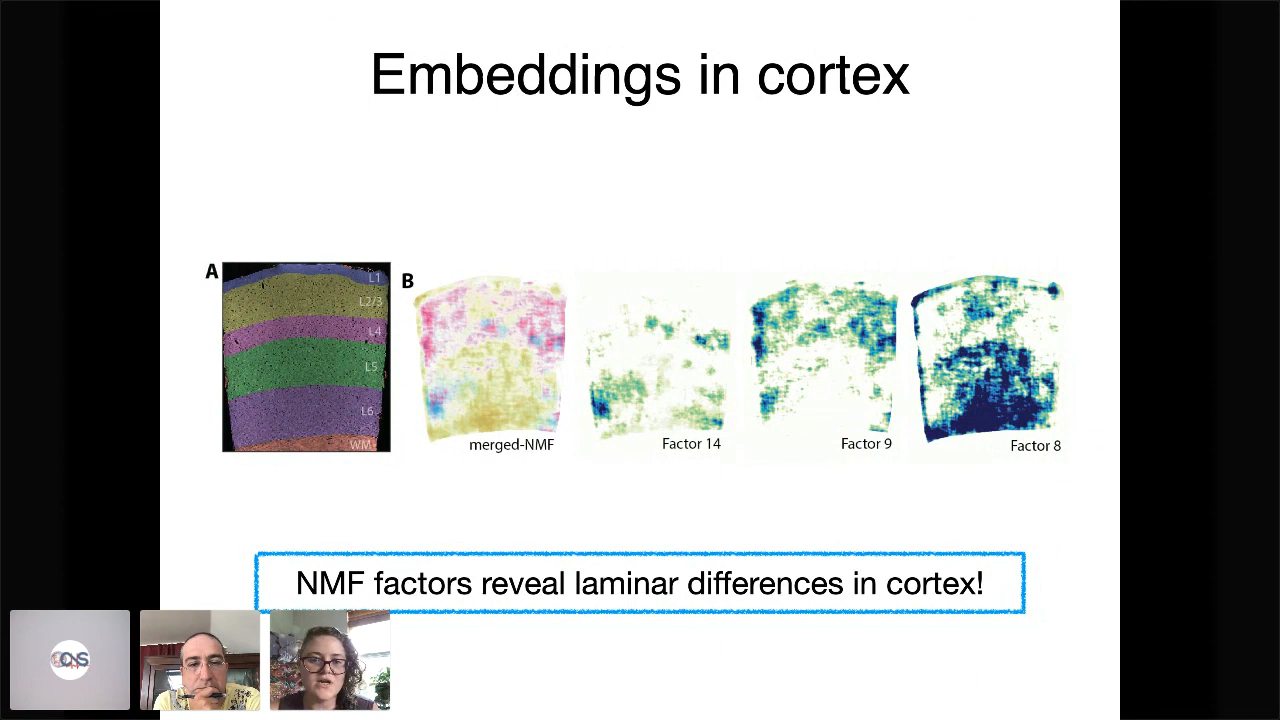 Embeddings in cortex
A
L1
L2/3
L4
L5
L6
WM
B
merged-NMF
Factor 14
Factor 9
Factor 8
NMF factors reveal laminar differences in cortex!